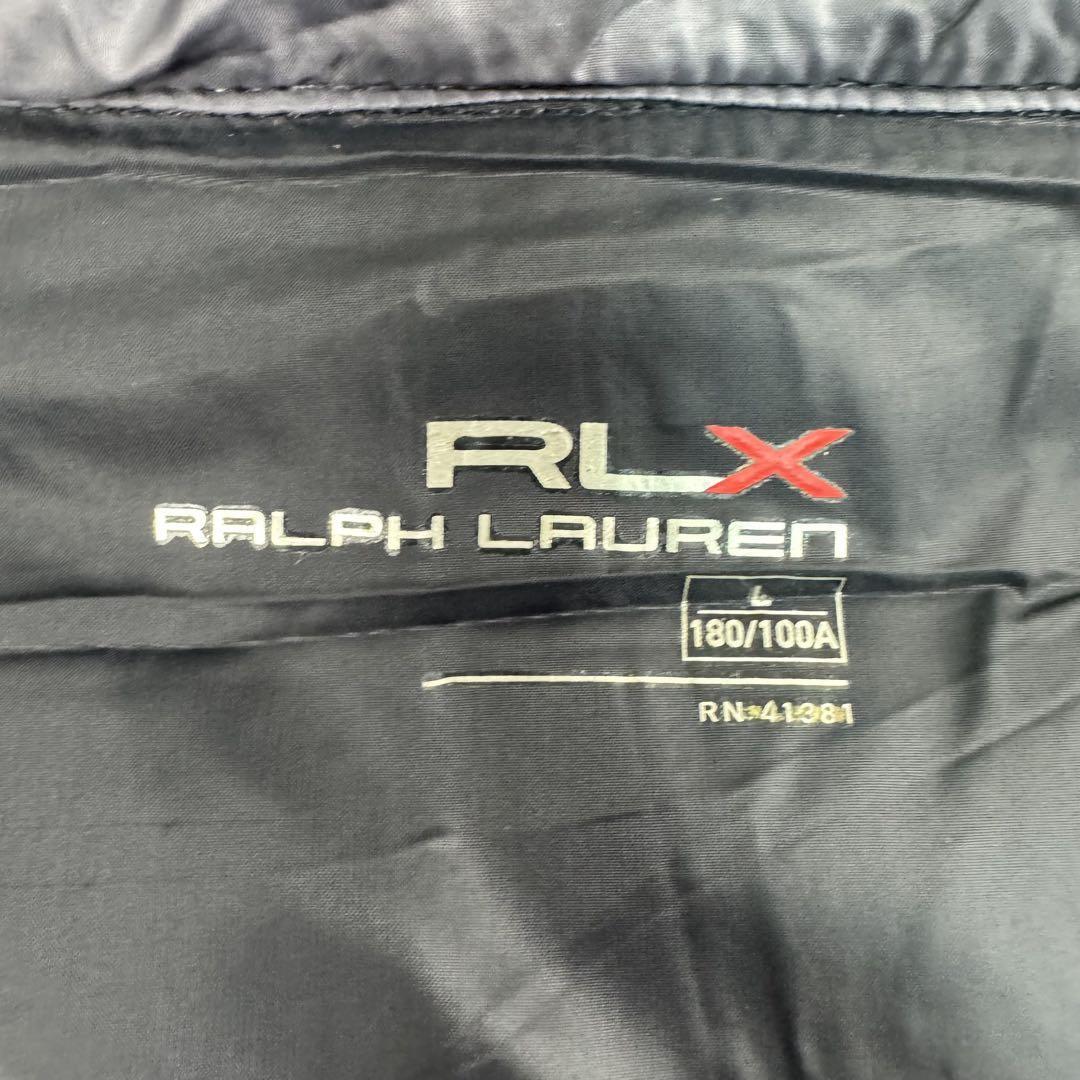 RLX
RALPH LAUREN
L
180/100A
RN 41381